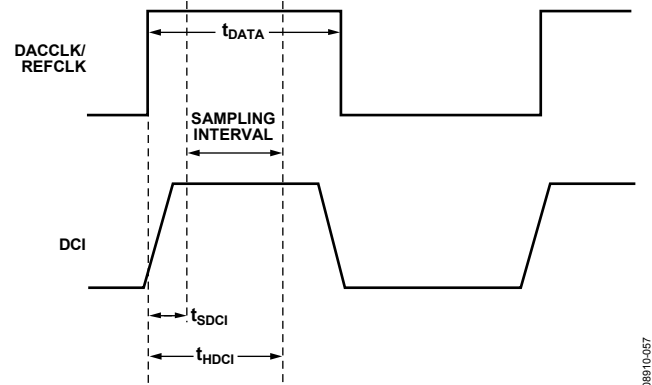 DACCLK/
REFCLK
tDATA
SAMPLING
INTERVAL
DCI
tSDCI
tHDCI
08910-057